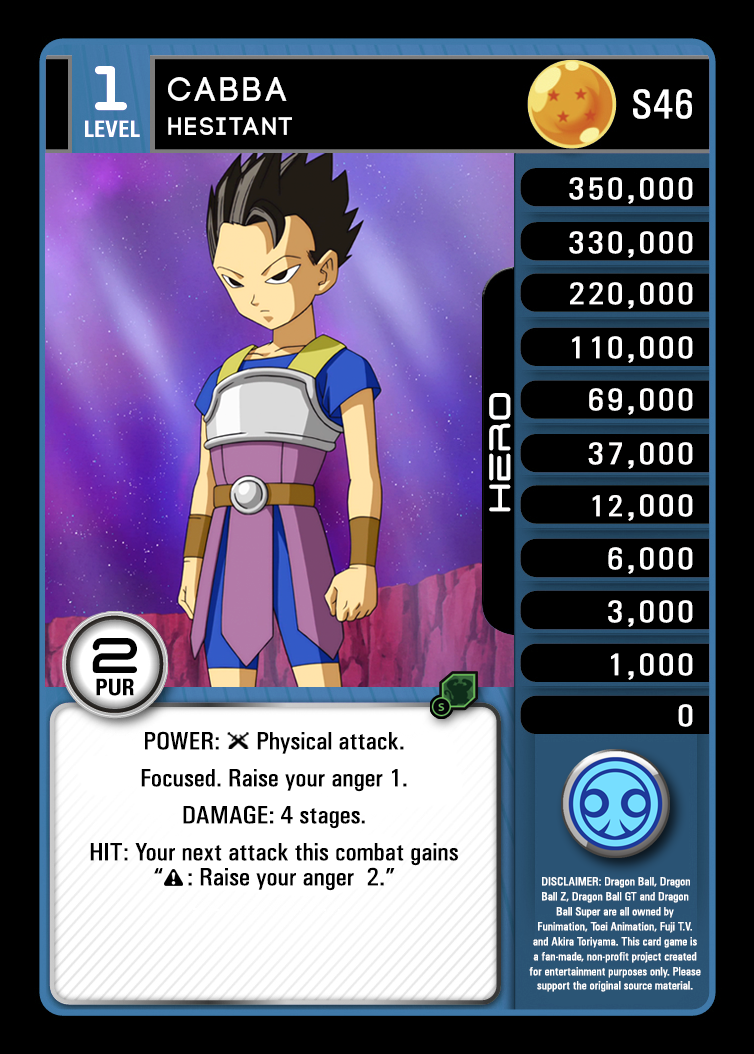 1
LEVEL
CABBA
HESITANT
S46
350,000
330,000
220,000
110,000
69,000
37,000
12,000
6,000
3,000
1,000
0
HERO
2
PUR
S
POWER: Physical attack.
Focused. Raise your anger 1.
DAMAGE: 4 stages.
HIT: Your next attack this combat gains
“⚠: Raise your anger 2.”
DISCLAIMER: Dragon Ball, Dragon
Ball Z, Dragon Ball GT and Dragon
Ball Super are all owned by
Funimation, Toei Animation, Fuji T.V.
and Akira Toriyama. This card game is
a fan-made, non-profit project created
for entertainment purposes only. Please
support the original source material.